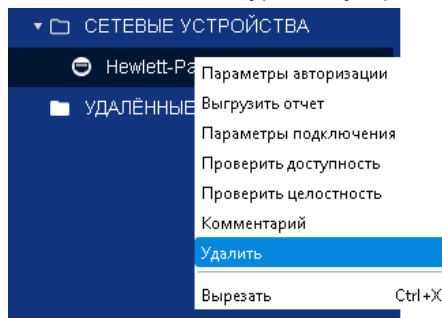 СЕТЕВЫЕ УСТРОЙСТВА
Hewlett-Pa
Параметры авторизации
УДАЛЁННЫЕ
Выгрузить отчет
Параметры подключения
Проверить доступность
Проверить целостность
Комментарий
Удалить
Вырезать Ctrl+X